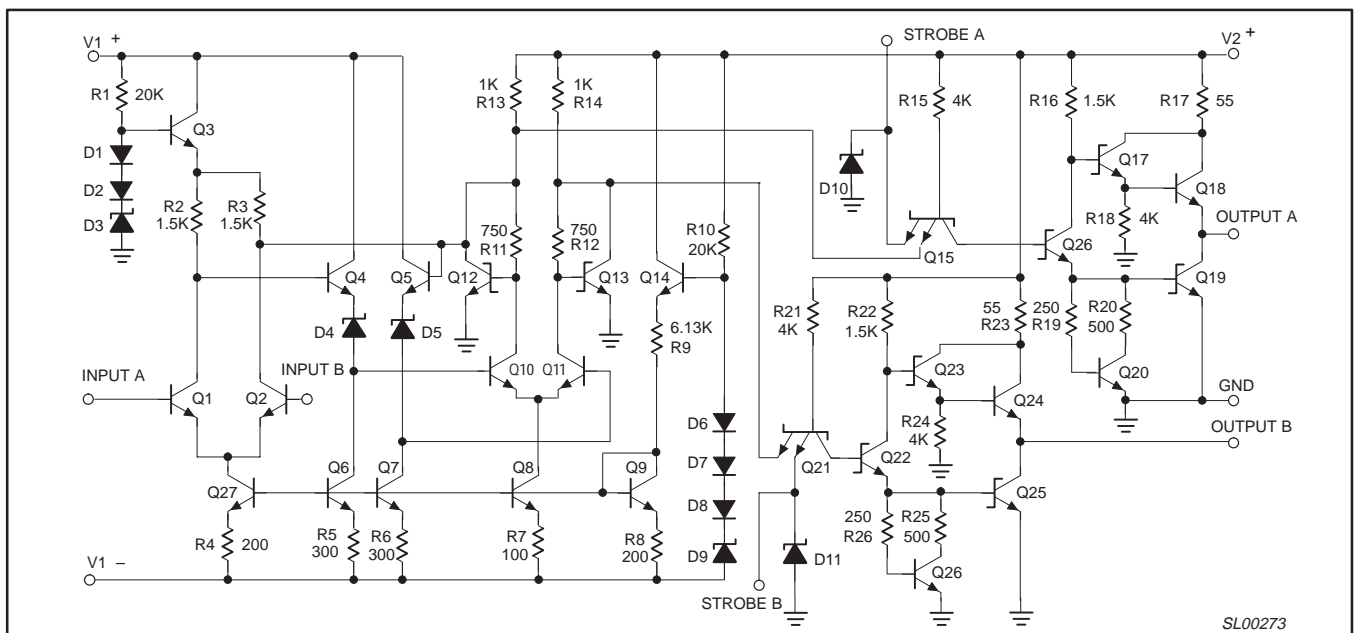 V1 +
STROBE A
V2 +
R1 20K
1K
R13
1K
R14
R15 4K
R16 1.5K
R17 55
Q3
D1
D2
D3
D10
Q17
Q18
R2
1.5K
R3
1.5K
R18 4K
OUTPUT A
750
R11
750
R12
R10
20K
Q15
Q26
Q4
Q5
Q12
Q13
Q14
Q19
R21
4K
R22
1.5K
55
R23
250
R19
R20
500
D4
D5
6.13K
R9
Q10
Q11
Q23
Q20
INPUT A
INPUT B
Q1
Q2
Q24
GND
D6
R24
4K
OUTPUT B
D7
Q21
Q22
Q6
Q7
Q8
Q9
Q27
D8
Q25
R4 200
R5
300
R6
300
R7
100
R8
200
D9
250
R26
R25
500
D11
Q26
V1 –
STROBE B
SL00273